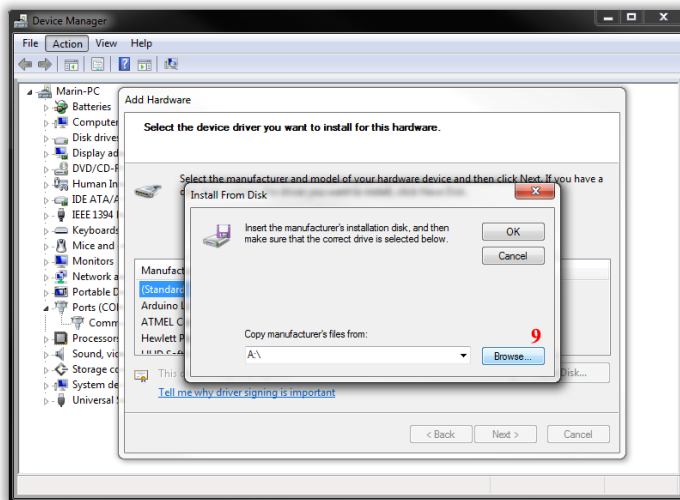 Device Manager
File Action View Help
Marin-PC
Batteries
Computer
Disk drives
Display ad
DVD/CD-R
Human In
IDE ATA/A
IEEE 1394 
Keyboards
Mice and
Monitors
Network a
Portable D
Ports (CO
Comm
Processor
Sound, vid
Storage co
System de
Universal
Add Hardware
Select the device driver you want to install for this hardware.
Select the manufacturer and model of your hardware device and then click Next. If you have a
Manufact
(Standard
Arduino L
ATMEL C
Hewlett P
This
Disk...
Tell me why driver signing is important
< Back Next > Cancel
Install From Disk
Insert the manufacturer's installation disk, and then
make sure that the correct drive is selected below.
OK
Cancel
Copy manufacturer's files from:
9
A:\
Browse...